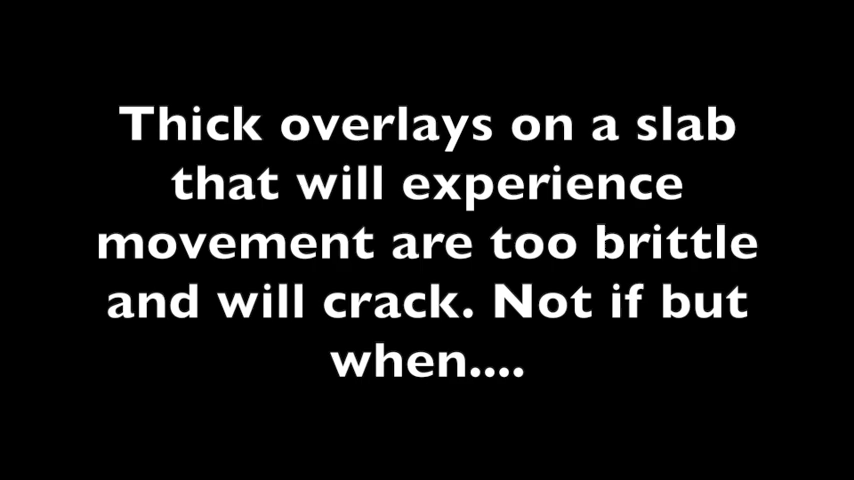 Thick overlays on a slab
that will experience
movement are too brittle
and will crack. Not if but
when....